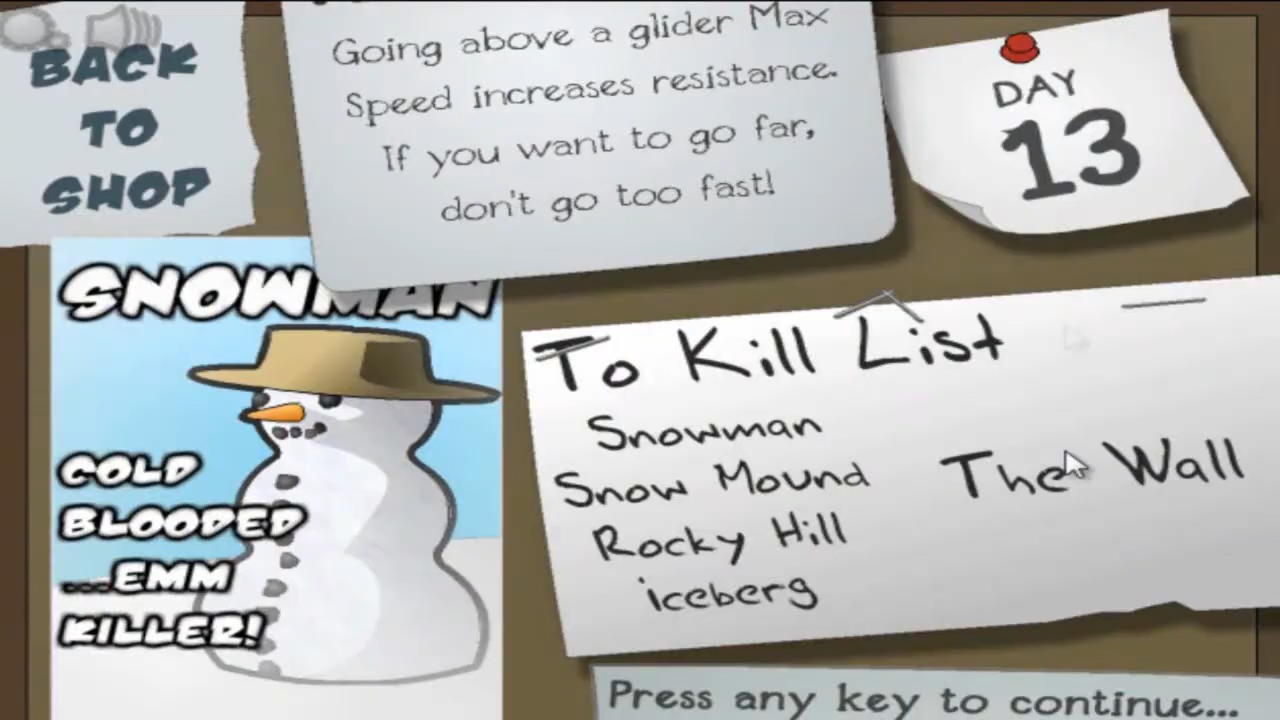 BACK
TO
SHOP
Going above a glider Max
Speed increases resistance.
If you want to go far,
don't go too fast!
DAY
13
SNOWMAN
COLD
BLOODED
...EMM
KILLER!
To Kill List
Snowman
Snow Mound
Rocky Hill
iceberg
The Wall
Press any key to continue...